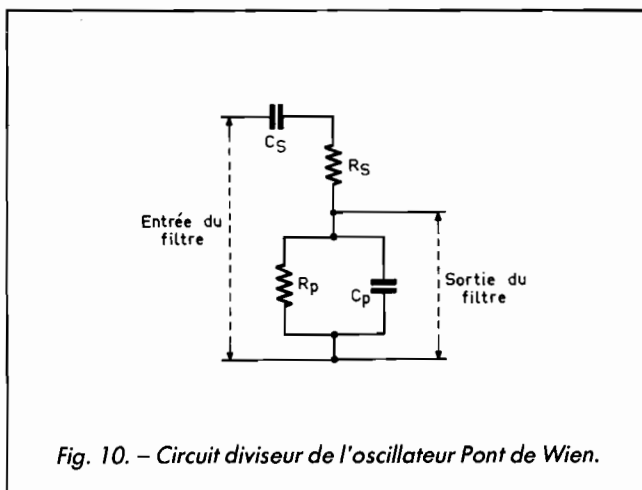 CS
RS
Entrée du
filtre
Rp
Cp
Sortie du
filtre
Fig. 10. – Circuit diviseur de l'oscillateur Pont de Wien.